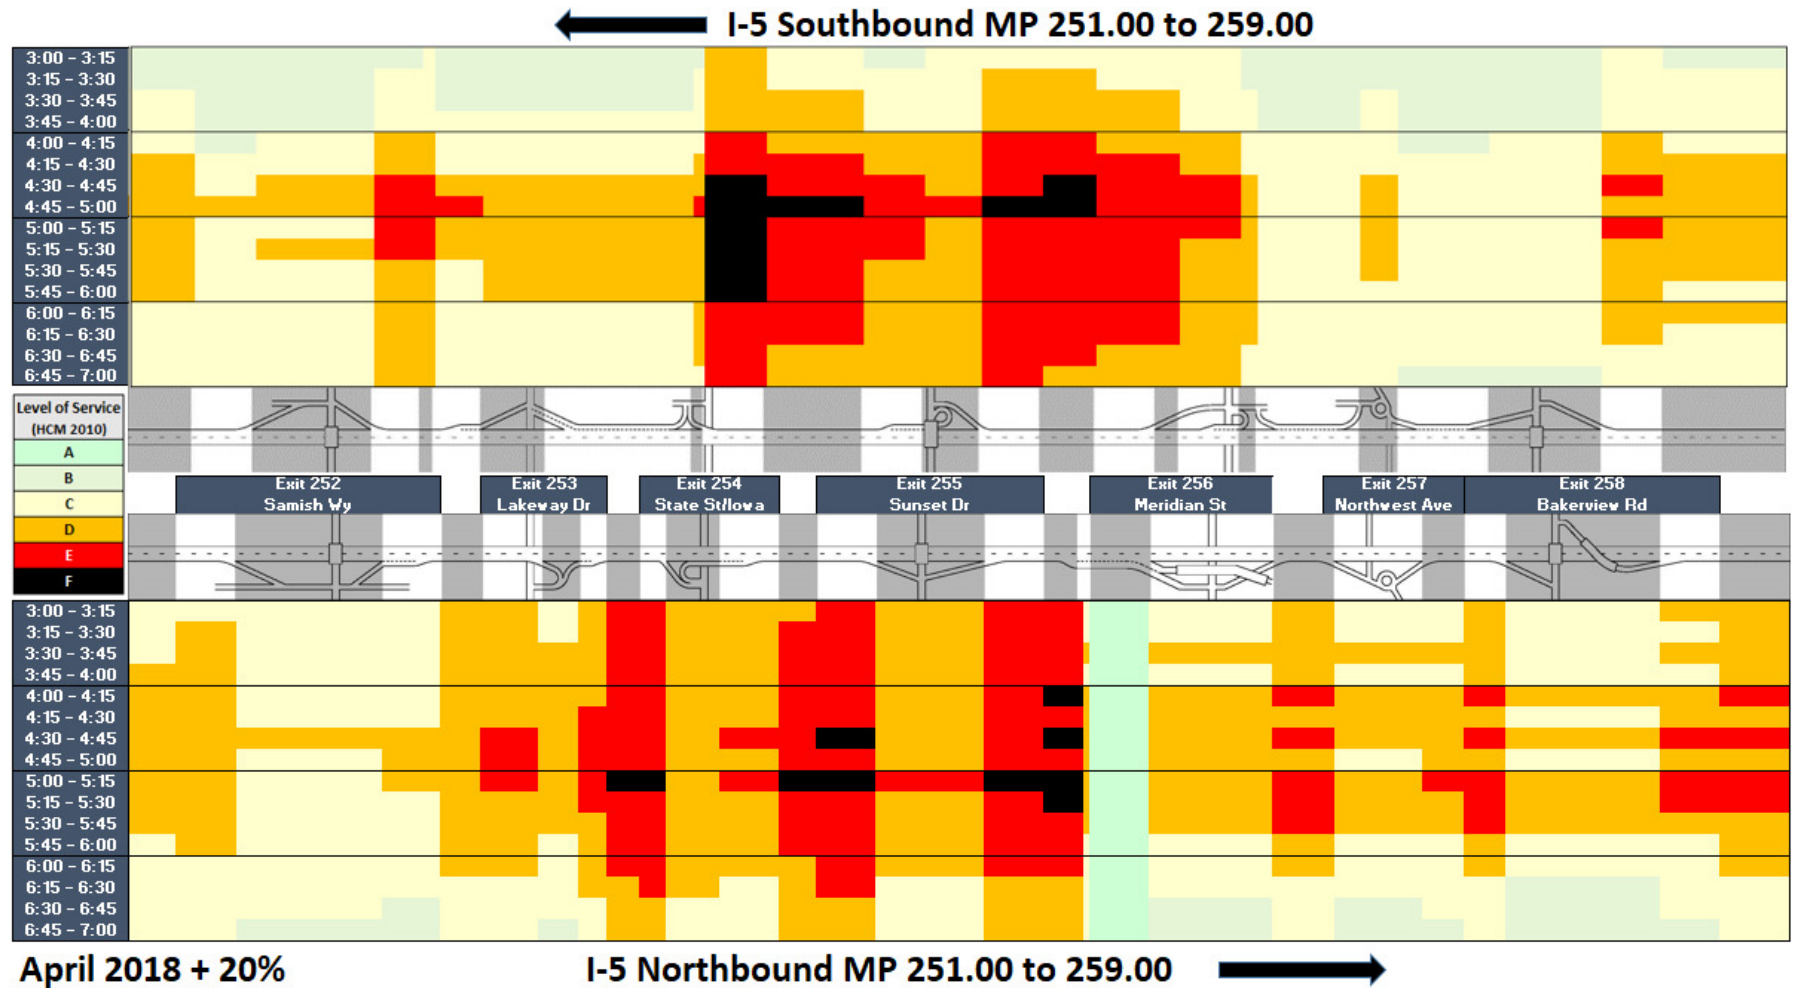 I-5 Southbound MP 251.00 to 259.00
3:00 – 3:15
3:15 – 3:30
3:30 – 3:45
3:45 – 4:00
4:00 – 4:15
4:15 – 4:30
4:30 – 4:45
4:45 – 5:00
5:00 – 5:15
5:15 – 5:30
5:30 – 5:45
5:45 – 6:00
6:00 – 6:15
6:15 – 6:30
6:30 – 6:45
6:45 – 7:00
Level of Service
(HCM 2010)
A
B
C
D
E
F
Exit 252
Samish Wy
Exit 253
Lakeway Dr
Exit 254
State St/Iowa
Exit 255
Sunset Dr
Exit 256
Meridian St
Exit 257
Northwest Ave
Exit 258
Bakerview Rd
3:00 – 3:15
3:15 – 3:30
3:30 – 3:45
3:45 – 4:00
4:00 – 4:15
4:15 – 4:30
4:30 – 4:45
4:45 – 5:00
5:00 – 5:15
5:15 – 5:30
5:30 – 5:45
5:45 – 6:00
6:00 – 6:15
6:15 – 6:30
6:30 – 6:45
6:45 – 7:00
April 2018 + 20%
I-5 Northbound MP 251.00 to 259.00